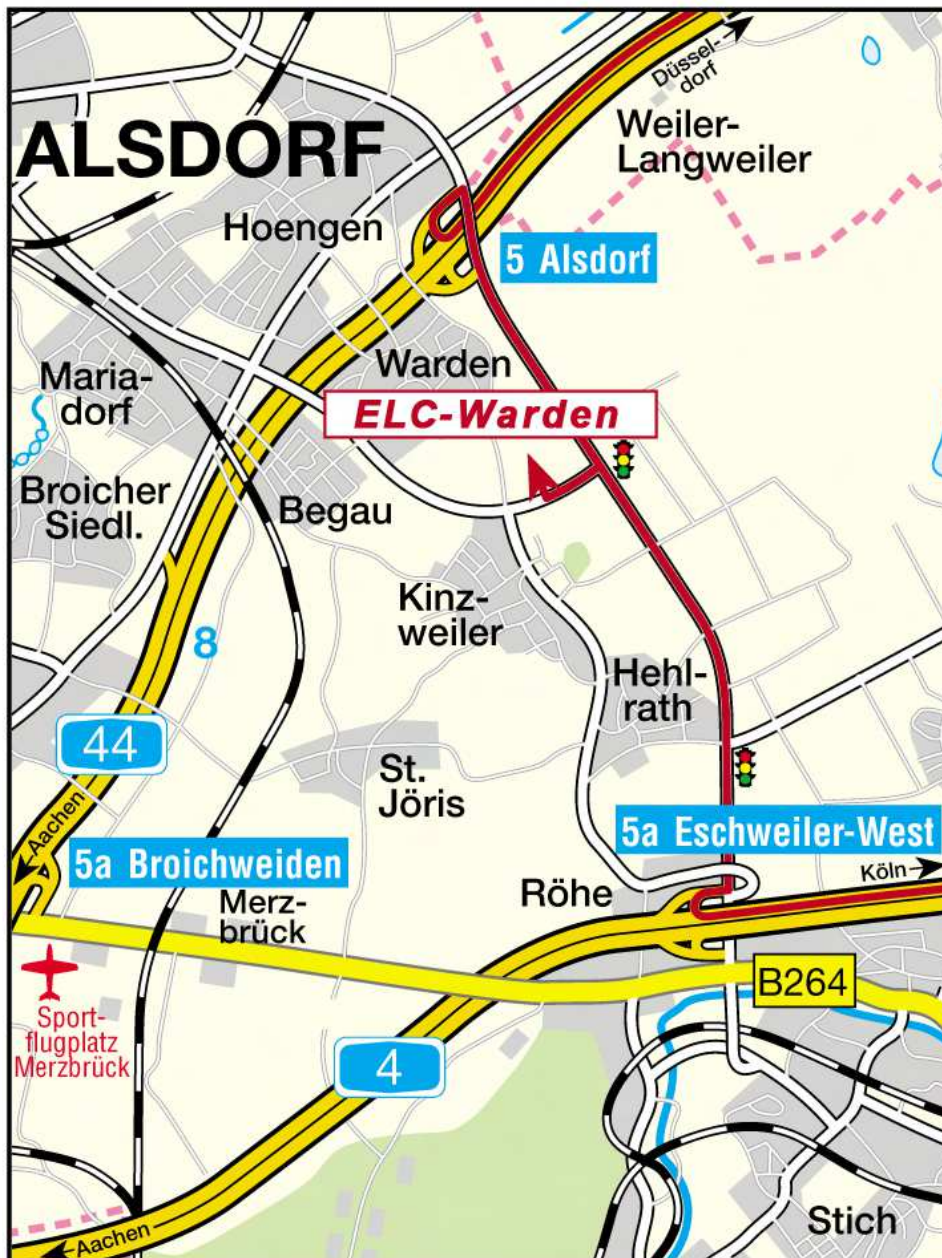 Düssel-
dorf
ALSDORF
Weiler-
Langweiler
Hoengen
5 Alsdorf
Maria-
dorf
Warden
ELC-Warden
Broicher
Siedl.
Begau
Kinz-
weiler
8
Hehl-
rath
44
St.
Jöris
Aachen
5a Broichweiden
5a Eschweiler-West
Köln
Röhe
Merz-
brück
B264
Sport-
flugplatz
Merzbrück
4
Stich
Aachen